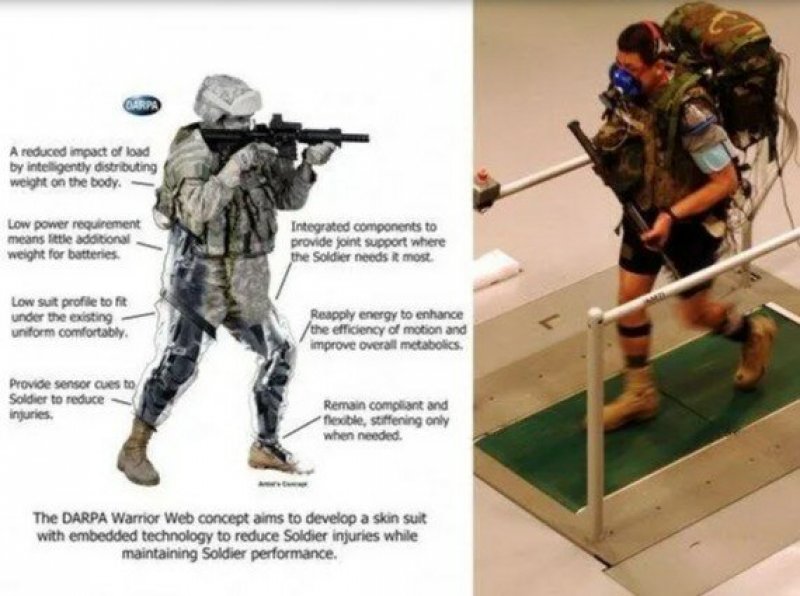 DARPA
A reduced impact of load
by intelligently distributing
weight on the body.
Low power requirement
means little additional
weight for batteries.
Low suit profile to fit
under the existing
uniform comfortably.
Provide sensor cues to
Soldier to reduce
injuries.
Integrated components to
provide joint support where
the Soldier needs it most.
Reapply energy to enhance
the efficiency of motion and
improve overall metabolics.
Remain compliant and
flexible, stiffening only
when needed.
Artist's Concept
The DARPA Warrior Web concept aims to develop a skin suit
with embedded technology to reduce Soldier injuries while
maintaining Soldier performance.